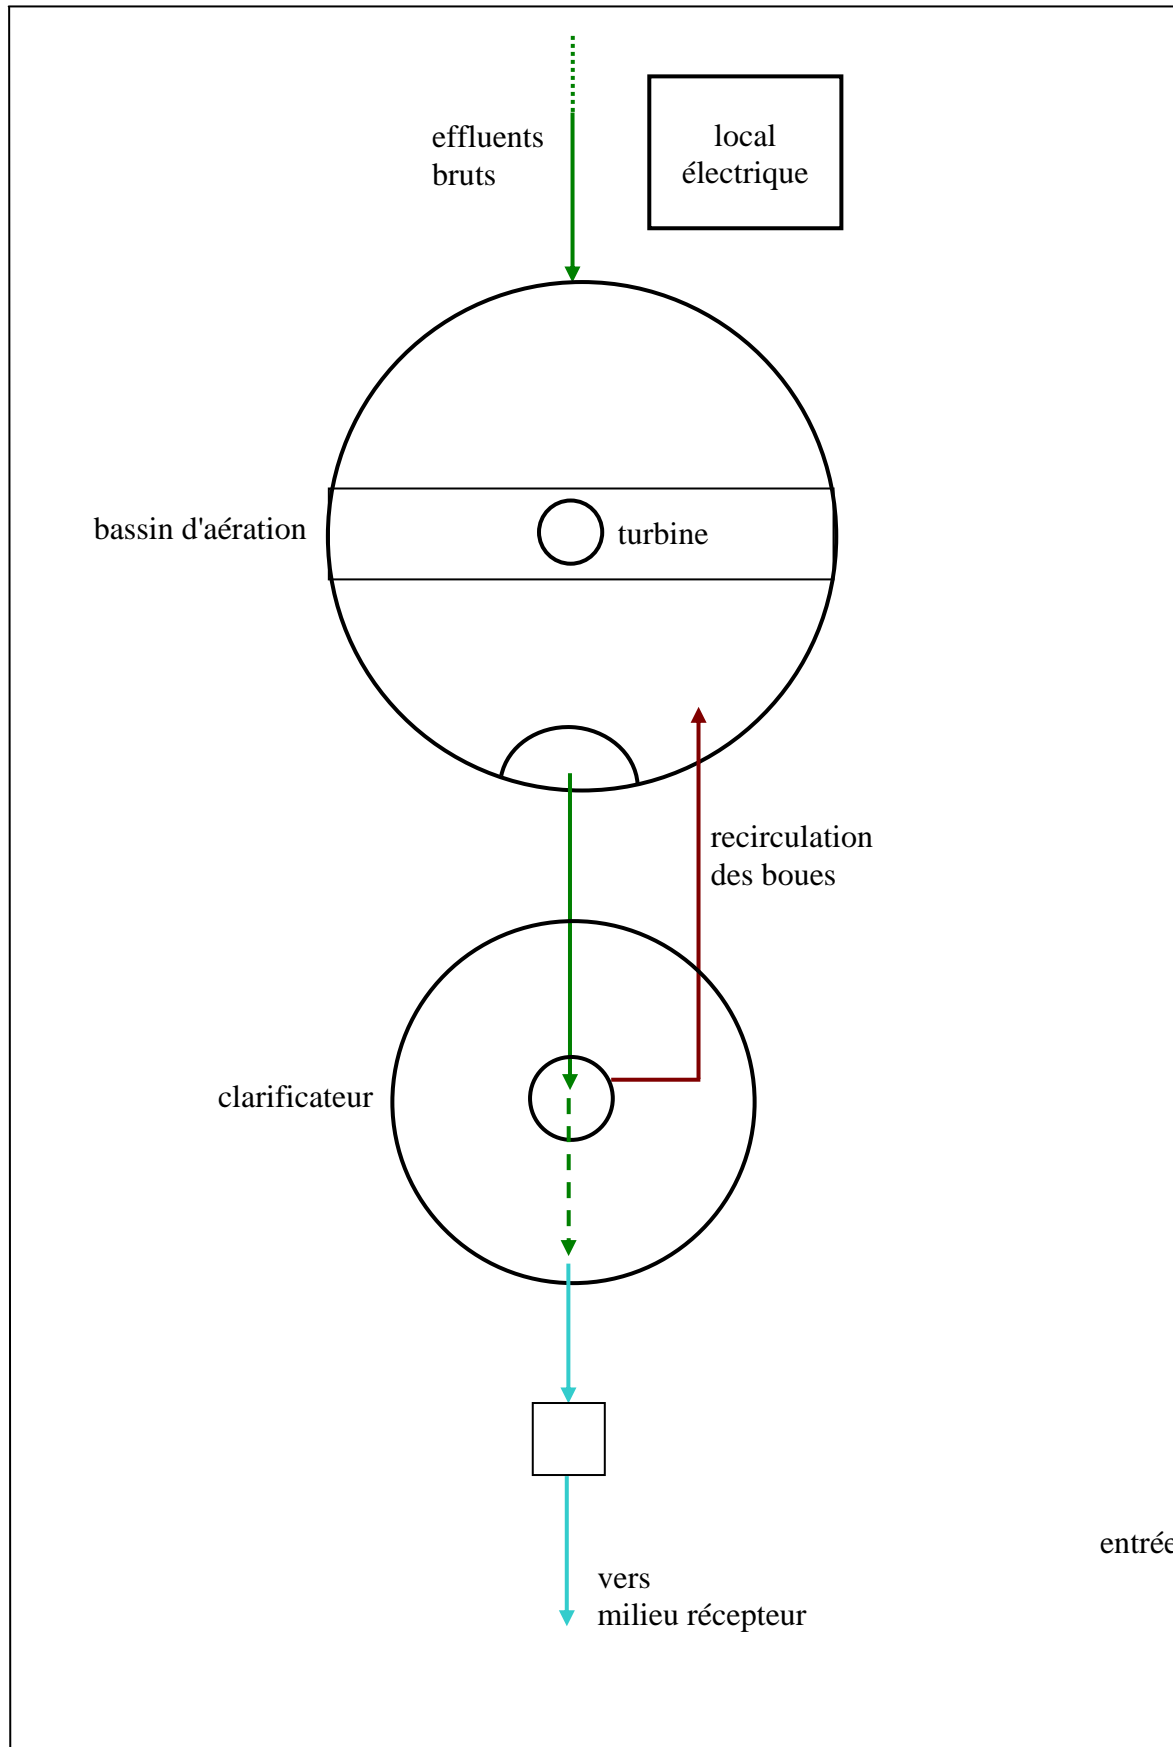 effluents
bruts
local
électrique
bassin d'aération
turbine
recirculation
des boues
clarificateur
entrée
vers
milieu récepteur